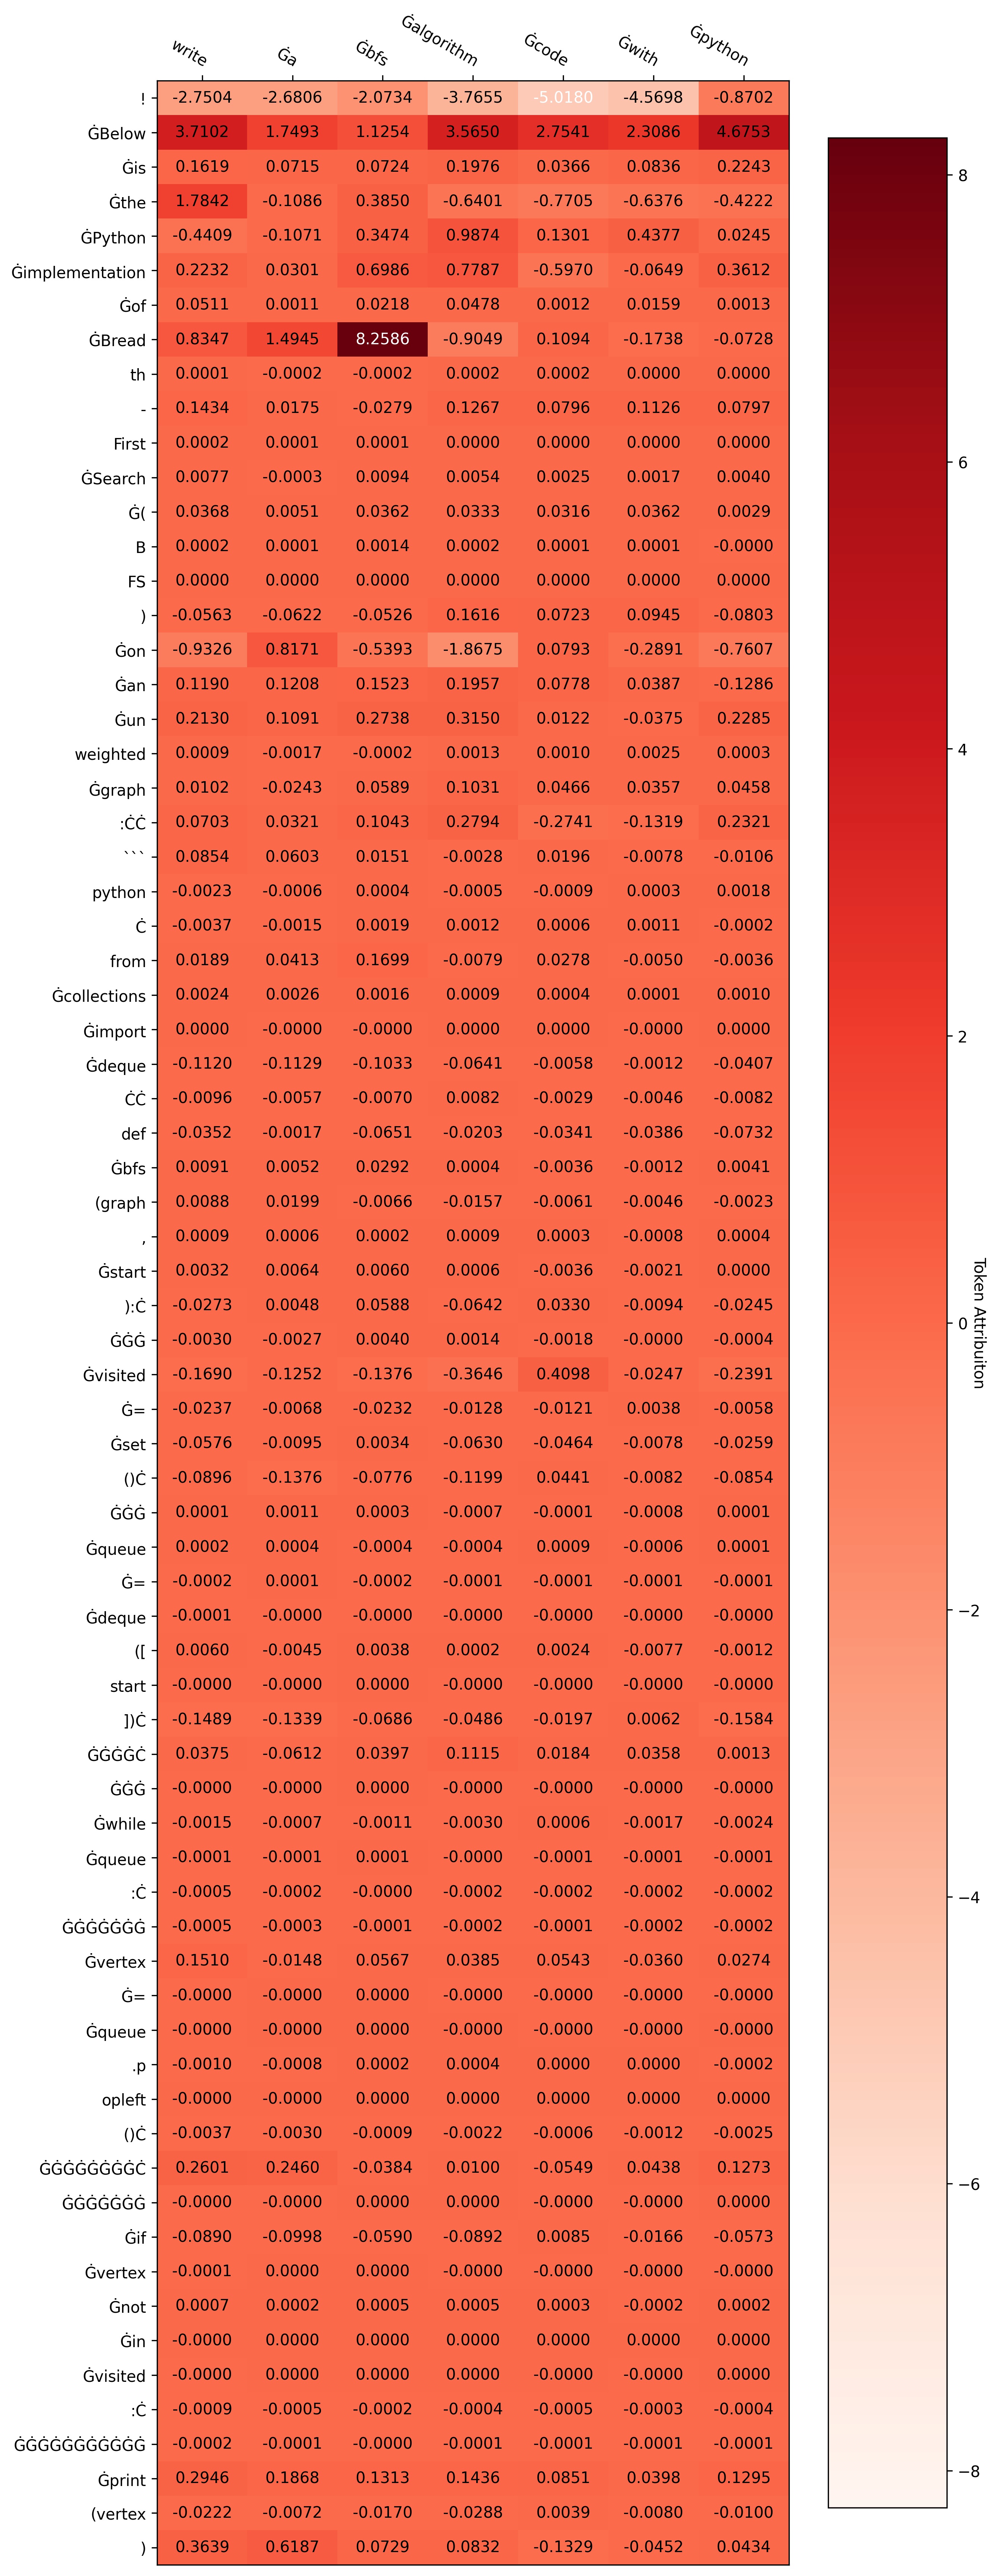 write Ġa Ġbfs Ġalgorithm Ġcode Ġwith Ġpython
! -2.7504 -2.6806 -2.0734 -3.7655 -5.0180 -4.5698 -0.8702
ĠBelow 3.7102 1.7493 1.1254 3.5650 2.7541 2.3086 4.6753
Ġis 0.1619 0.0715 0.0724 0.1976 0.0366 0.0836 0.2243
Ġthe 1.7842 -0.1086 0.3850 -0.6401 -0.7705 -0.6376 -0.4222
ĠPython -0.4409 -0.1071 0.3474 0.9874 0.1301 0.4377 0.0245
Ġimplementation 0.2232 0.0301 0.6986 0.7787 -0.5970 -0.0649 0.3612
Ġof 0.0511 0.0011 0.0218 0.0478 0.0012 0.0159 0.0013
ĠBread 0.8347 1.4945 8.2586 -0.9049 0.1094 -0.1738 -0.0728
th 0.0001 -0.0002 -0.0002 0.0002 0.0002 0.0000 0.0000
- 0.1434 0.0175 -0.0279 0.1267 0.0796 0.1126 0.0797
First 0.0002 0.0001 0.0001 0.0000 0.0000 0.0000 0.0000
ĠSearch 0.0077 -0.0003 0.0094 0.0054 0.0025 0.0017 0.0040
Ġ( 0.0368 0.0051 0.0362 0.0333 0.0316 0.0362 0.0029
B 0.0002 0.0001 0.0014 0.0002 0.0001 0.0001 -0.0000
FS 0.0000 0.0000 0.0000 0.0000 0.0000 0.0000 0.0000
) -0.0563 -0.0622 -0.0526 0.1616 0.0723 0.0945 -0.0803
Ġon -0.9326 0.8171 -0.5393 -1.8675 0.0793 -0.2891 -0.7607
Ġan 0.1190 0.1208 0.1523 0.1957 0.0778 0.0387 -0.1286
Ġun 0.2130 0.1091 0.2738 0.3150 0.0122 -0.0375 0.2285
weighted 0.0009 -0.0017 -0.0002 0.0013 0.0010 0.0025 0.0003
Ġgraph 0.0102 -0.0243 0.0589 0.1031 0.0466 0.0357 0.0458
:ĊĊ 0.0703 0.0321 0.1043 0.2794 -0.2741 -0.1319 0.2321
``` 0.0854 0.0603 0.0151 -0.0028 0.0196 -0.0078 -0.0106
python -0.0023 -0.0006 0.0004 -0.0005 -0.0009 0.0003 0.0018
Ċ -0.0037 -0.0015 0.0019 0.0012 0.0006 0.0011 -0.0002
from 0.0189 0.0413 0.1699 -0.0079 0.0278 -0.0050 -0.0036
Ġcollections 0.0024 0.0026 0.0016 0.0009 0.0004 0.0001 0.0010
Ġimport 0.0000 -0.0000 -0.0000 0.0000 0.0000 -0.0000 0.0000
Ġdeque -0.1120 -0.1129 -0.1033 -0.0641 -0.0058 -0.0012 -0.0407
ĊĊ -0.0096 -0.0057 -0.0070 0.0082 -0.0029 -0.0046 -0.0082
def -0.0352 -0.0017 -0.0651 -0.0203 -0.0341 -0.0386 -0.0732
Ġbfs 0.0091 0.0052 0.0292 0.0004 -0.0036 -0.0012 0.0041
(graph 0.0088 0.0199 -0.0066 -0.0157 -0.0061 -0.0046 -0.0023
, 0.0009 0.0006 0.0002 0.0009 0.0003 -0.0008 0.0004
Ġstart 0.0032 0.0064 0.0060 0.0006 -0.0036 -0.0021 0.0000
):Ċ -0.0273 0.0048 0.0588 -0.0642 0.0330 -0.0094 -0.0245
ĠĠĠ -0.0030 -0.0027 0.0040 0.0014 -0.0018 -0.0000 -0.0004
Ġvisited -0.1690 -0.1252 -0.1376 -0.3646 0.4098 -0.0247 -0.2391
Ġ= -0.0237 -0.0068 -0.0232 -0.0128 -0.0121 0.0038 -0.0058
Ġset -0.0576 -0.0095 0.0034 -0.0630 -0.0464 -0.0078 -0.0259
()Ċ -0.0896 -0.1376 -0.0776 -0.1199 0.0441 -0.0082 -0.0854
ĠĠĠ 0.0001 0.0011 0.0003 -0.0007 -0.0001 -0.0008 0.0001
Ġqueue 0.0002 0.0004 -0.0004 -0.0004 0.0009 -0.0006 0.0001
Ġ= -0.0002 0.0001 -0.0002 -0.0001 -0.0001 -0.0001 -0.0001
Ġdeque -0.0001 -0.0000 -0.0000 -0.0000 -0.0000 -0.0000 -0.0000
([ 0.0060 -0.0045 0.0038 0.0002 0.0024 -0.0077 -0.0012
start -0.0000 -0.0000 0.0000 -0.0000 -0.0000 -0.0000 -0.0000
])Ċ -0.1489 -0.1339 -0.0686 -0.0486 -0.0197 0.0062 -0.1584
ĠĠĠĠĊ 0.0375 -0.0612 0.0397 0.1115 0.0184 0.0358 0.0013
ĠĠĠ -0.0000 -0.0000 0.0000 -0.0000 -0.0000 -0.0000 -0.0000
Ġwhile -0.0015 -0.0007 -0.0011 -0.0030 0.0006 -0.0017 -0.0024
Ġqueue -0.0001 -0.0001 0.0001 -0.0000 -0.0001 -0.0001 -0.0001
:Ċ -0.0005 -0.0002 -0.0000 -0.0002 -0.0002 -0.0002 -0.0002
ĠĠĠĠĠĠĠ -0.0005 -0.0003 -0.0001 -0.0002 -0.0001 -0.0002 -0.0002
Ġvertex 0.1510 -0.0148 0.0567 0.0385 0.0543 -0.0360 0.0274
Ġ= -0.0000 -0.0000 0.0000 -0.0000 -0.0000 -0.0000 -0.0000
Ġqueue -0.0000 -0.0000 0.0000 -0.0000 -0.0000 -0.0000 -0.0000
.p -0.0010 -0.0008 0.0002 0.0004 0.0000 0.0000 -0.0002
opleft -0.0000 -0.0000 0.0000 0.0000 0.0000 0.0000 0.0000
()Ċ -0.0037 -0.0030 -0.0009 -0.0022 -0.0006 -0.0012 -0.0025
ĠĠĠĠĠĠĠĠĊ 0.2601 0.2460 -0.0384 0.0100 -0.0549 0.0438 0.1273
ĠĠĠĠĠĠĠ -0.0000 -0.0000 0.0000 0.0000 -0.0000 0.0000 0.0000
Ġif -0.0890 -0.0998 -0.0590 -0.0892 0.0085 -0.0166 -0.0573
Ġvertex -0.0001 0.0000 0.0000 -0.0000 0.0000 -0.0000 -0.0000
Ġnot 0.0007 0.0002 0.0005 0.0005 0.0003 -0.0002 0.0002
Ġin -0.0000 0.0000 0.0000 0.0000 0.0000 0.0000 0.0000
Ġvisited -0.0000 0.0000 0.0000 0.0000 -0.0000 -0.0000 0.0000
:Ċ -0.0009 -0.0005 -0.0002 -0.0004 -0.0005 -0.0003 -0.0004
ĠĠĠĠĠĠĠĠĠĠĠ -0.0002 -0.0001 -0.0000 -0.0001 -0.0001 -0.0001 -0.0001
Ġprint 0.2946 0.1868 0.1313 0.1436 0.0851 0.0398 0.1295
(vertex -0.0222 -0.0072 -0.0170 -0.0288 0.0039 -0.0080 -0.0100
) 0.3639 0.6187 0.0729 0.0832 -0.1329 -0.0452 0.0434
8
6
4
2
0
−2
−4
−6
−8
Token Attribuiton